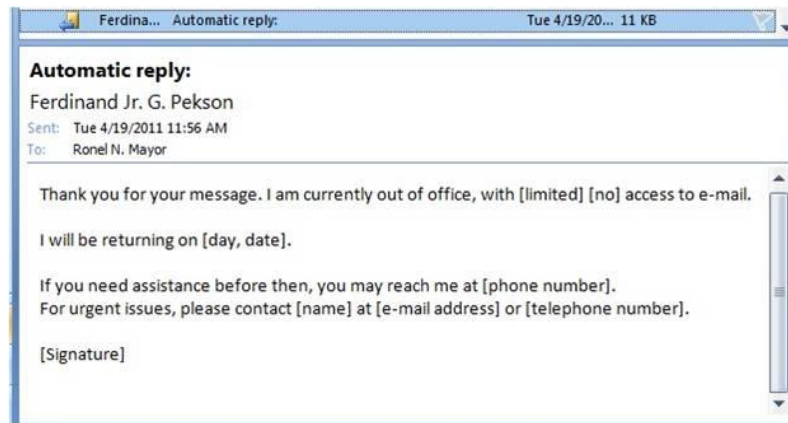 Ferdina... Automatic reply: Tue 4/19/20... 11 KB
Automatic reply:
Ferdinand Jr. G. Pekson
Sent: Tue 4/19/2011 11:56 AM
To: Ronel N. Mayor
Thank you for your message. I am currently out of office, with [limited] [no] access to e-mail.
I will be returning on [day, date].
If you need assistance before then, you may reach me at [phone number].
For urgent issues, please contact [name] at [e-mail address] or [telephone number].
[Signature]